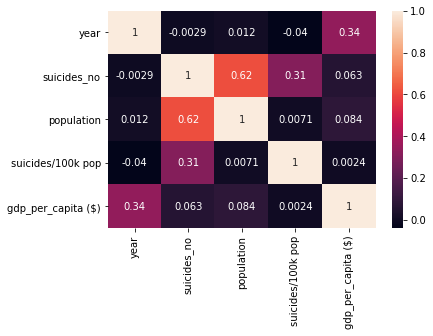 year 1 -0.0029 0.012 -0.04 0.34
suicides_no -0.0029 1 0.62 0.31 0.063
population 0.012 0.62 1 0.0071 0.084
suicides/100k pop -0.04 0.31 0.0071 1 0.0024
gdp_per_capita ($) 0.34 0.063 0.084 0.0024 1
year
suicides_no
population
suicides/100k pop
gdp_per_capita ($)
1.0
0.8
0.6
0.4
0.2
0.0